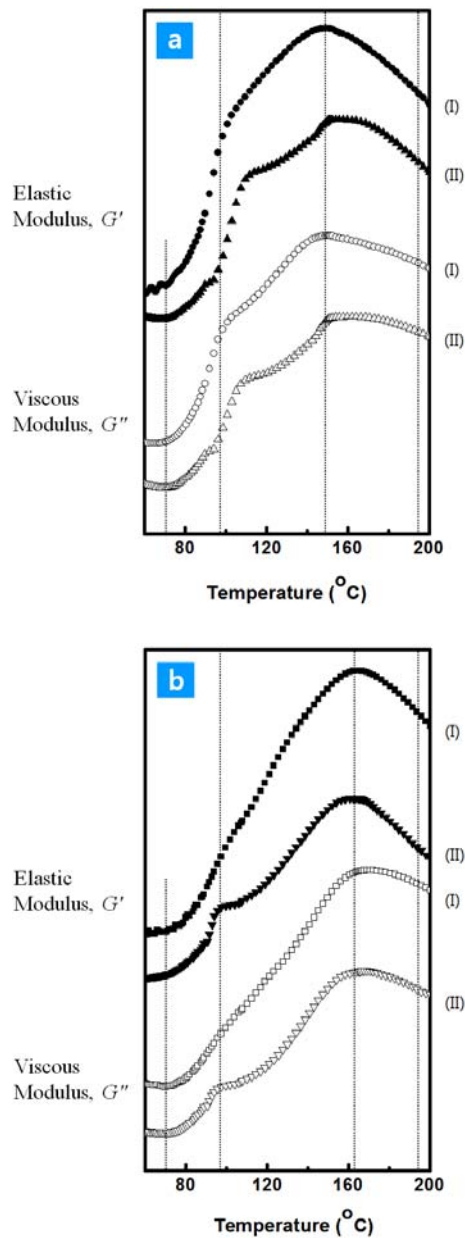 a
(I)
(II)
Elastic
Modulus, G′
(I)
(II)
Viscous
Modulus, G″
80 120 160 200
Temperature (°C)
b
(I)
(II)
Elastic
Modulus, G′
(I)
(II)
Viscous
Modulus, G″
80 120 160 200
Temperature (°C)